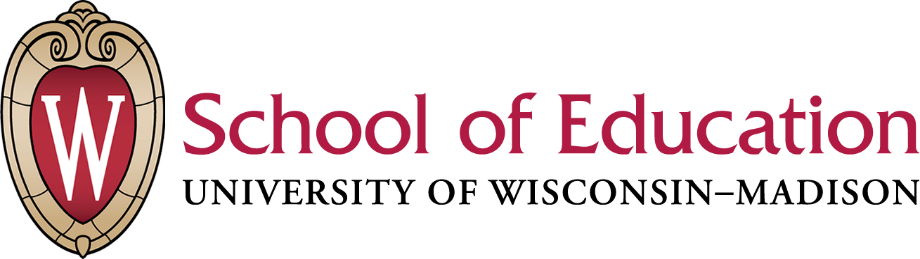 W
School of Education
UNIVERSITY OF WISCONSIN–MADISON